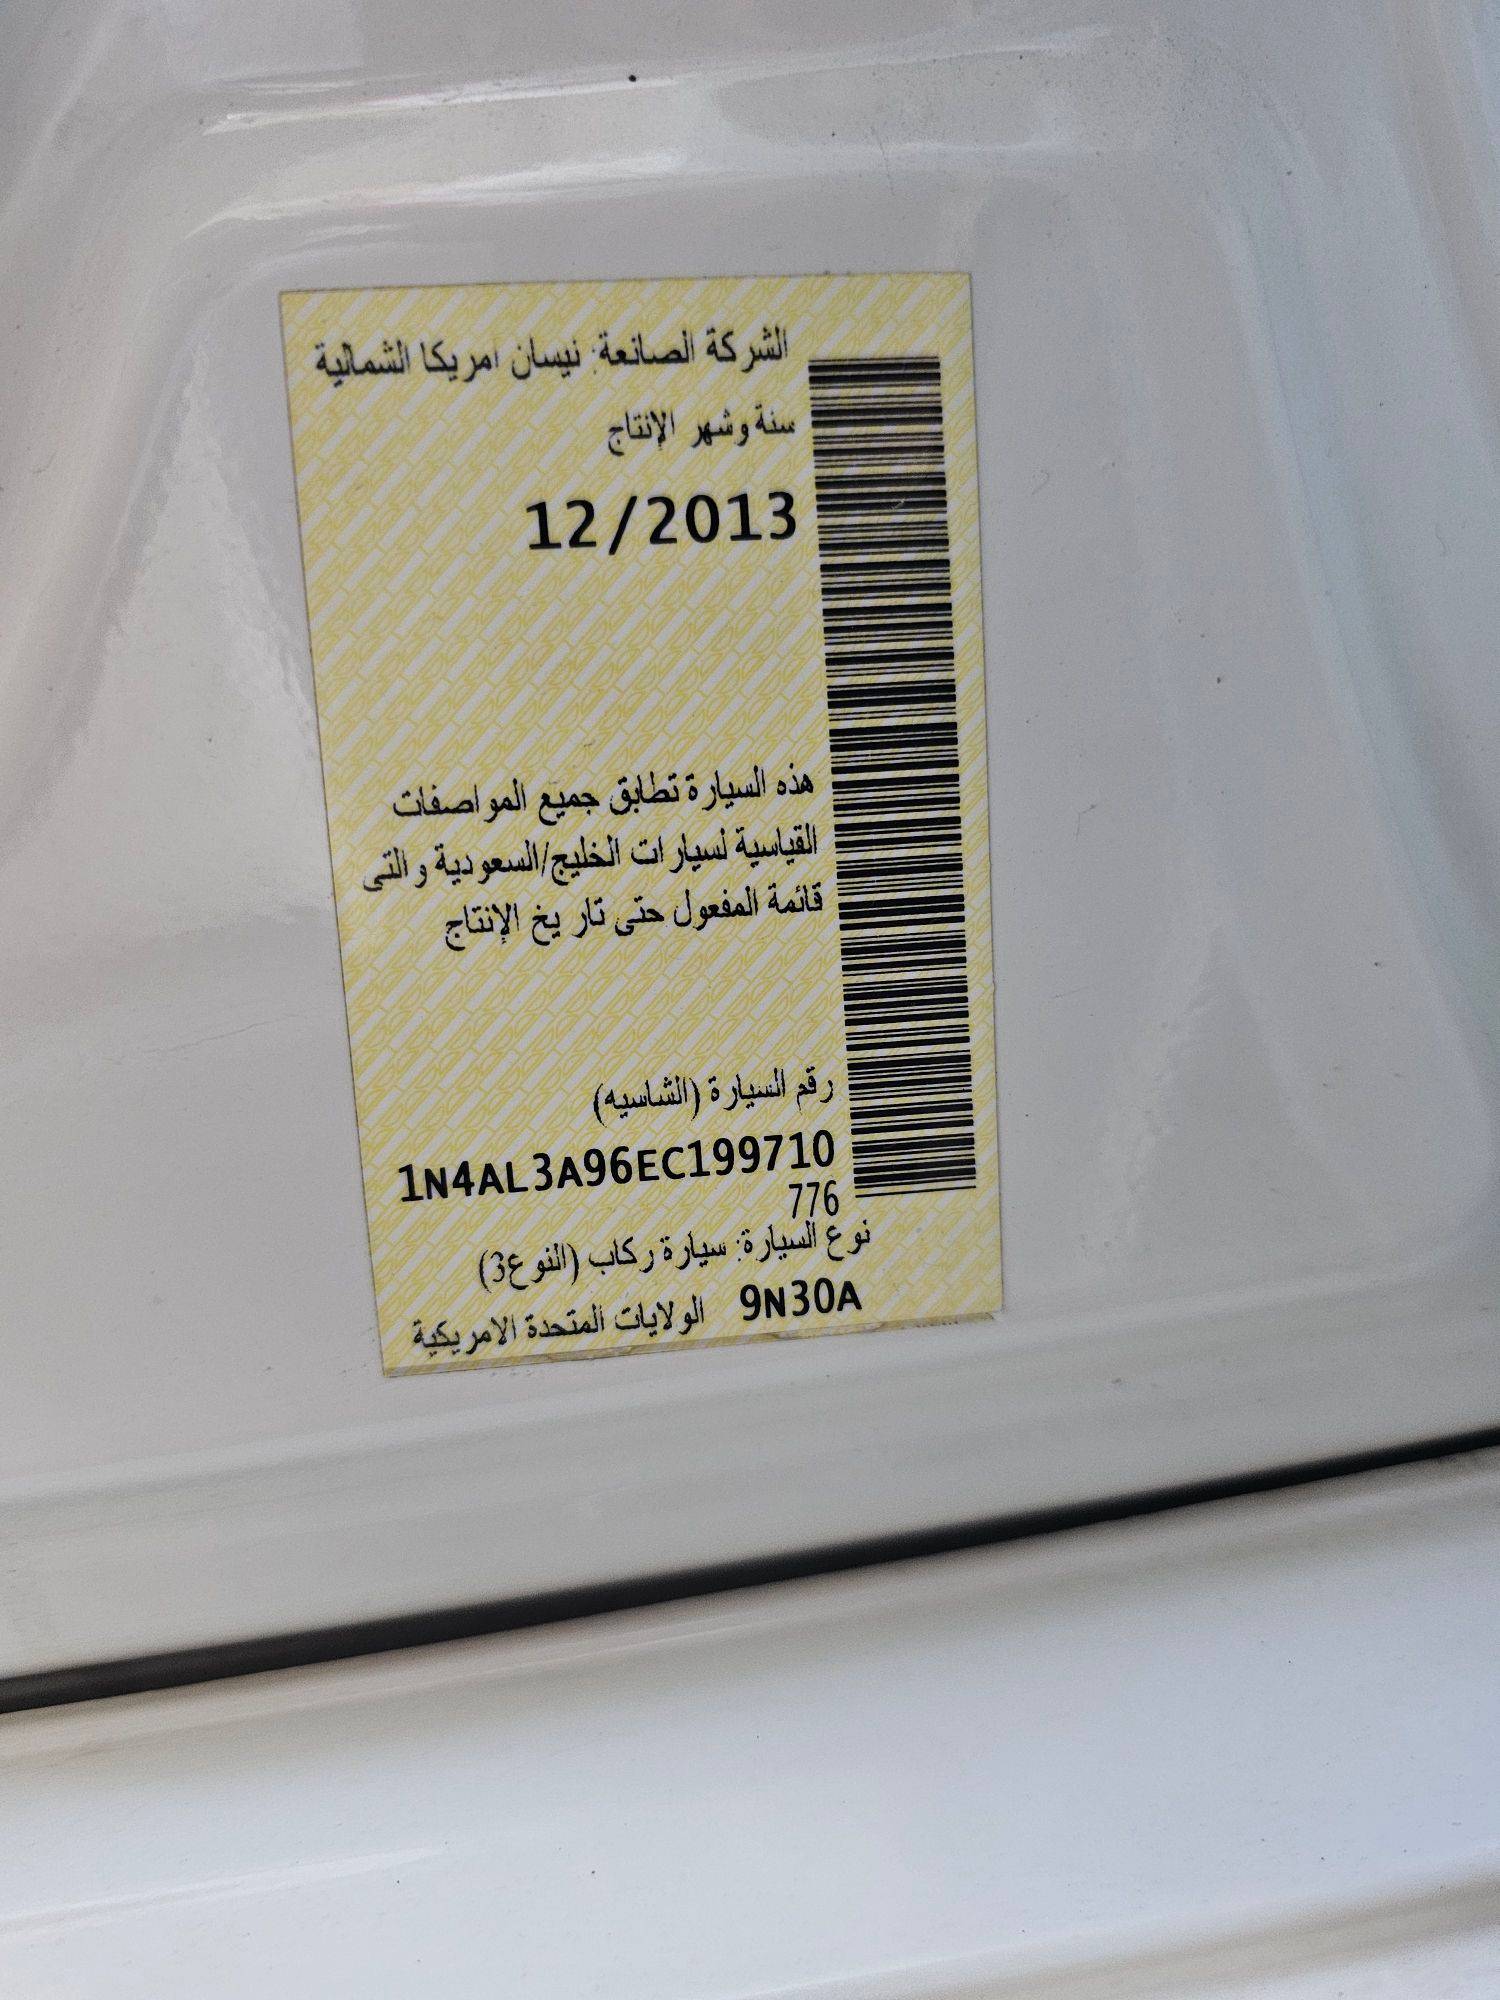 الشركة الصانعة: نيسان امريكا الشمالية
سنة وشهر الإنتاج
12/2013
هذه السيارة تطابق جميع المواصفات
القياسية لسيارات الخليج/السعودية والتى
قائمة المفعول حتى تاريخ الإنتاج
رقم السيارة (الشاسيه)
1N4AL3A96EC199710
776
نوع السيارة: سيارة ركاب (النوع3)
9N30A الولايات المتحدة الامريكية